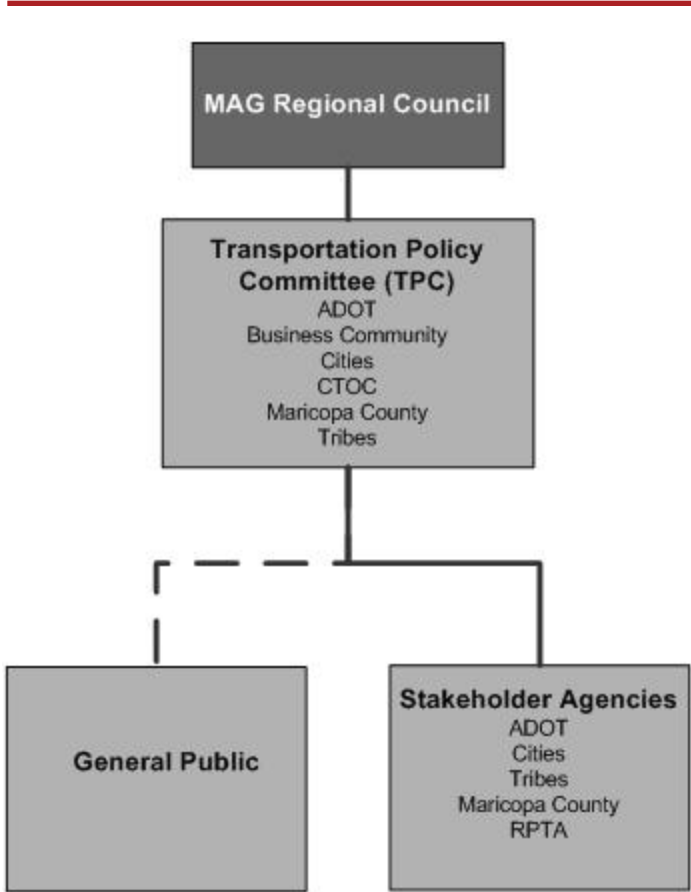 MAG Regional Council
Transportation Policy
Committee (TPC)
ADOT
Business Community
Cities
CTOC
Maricopa County
Tribes
General Public
Stakeholder Agencies
ADOT
Cities
Tribes
Maricopa County
RPTA